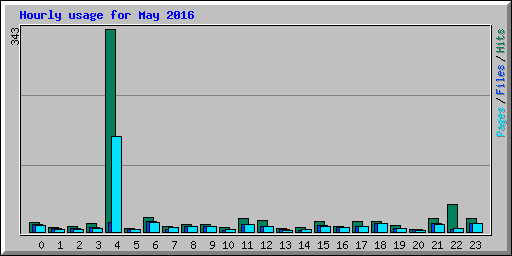 Hourly usage for May 2016
343
Pages/Files/Hits
0 1 2 3 4 5 6 7 8 9 10 11 12 13 14 15 16 17 18 19 20 21 22 23